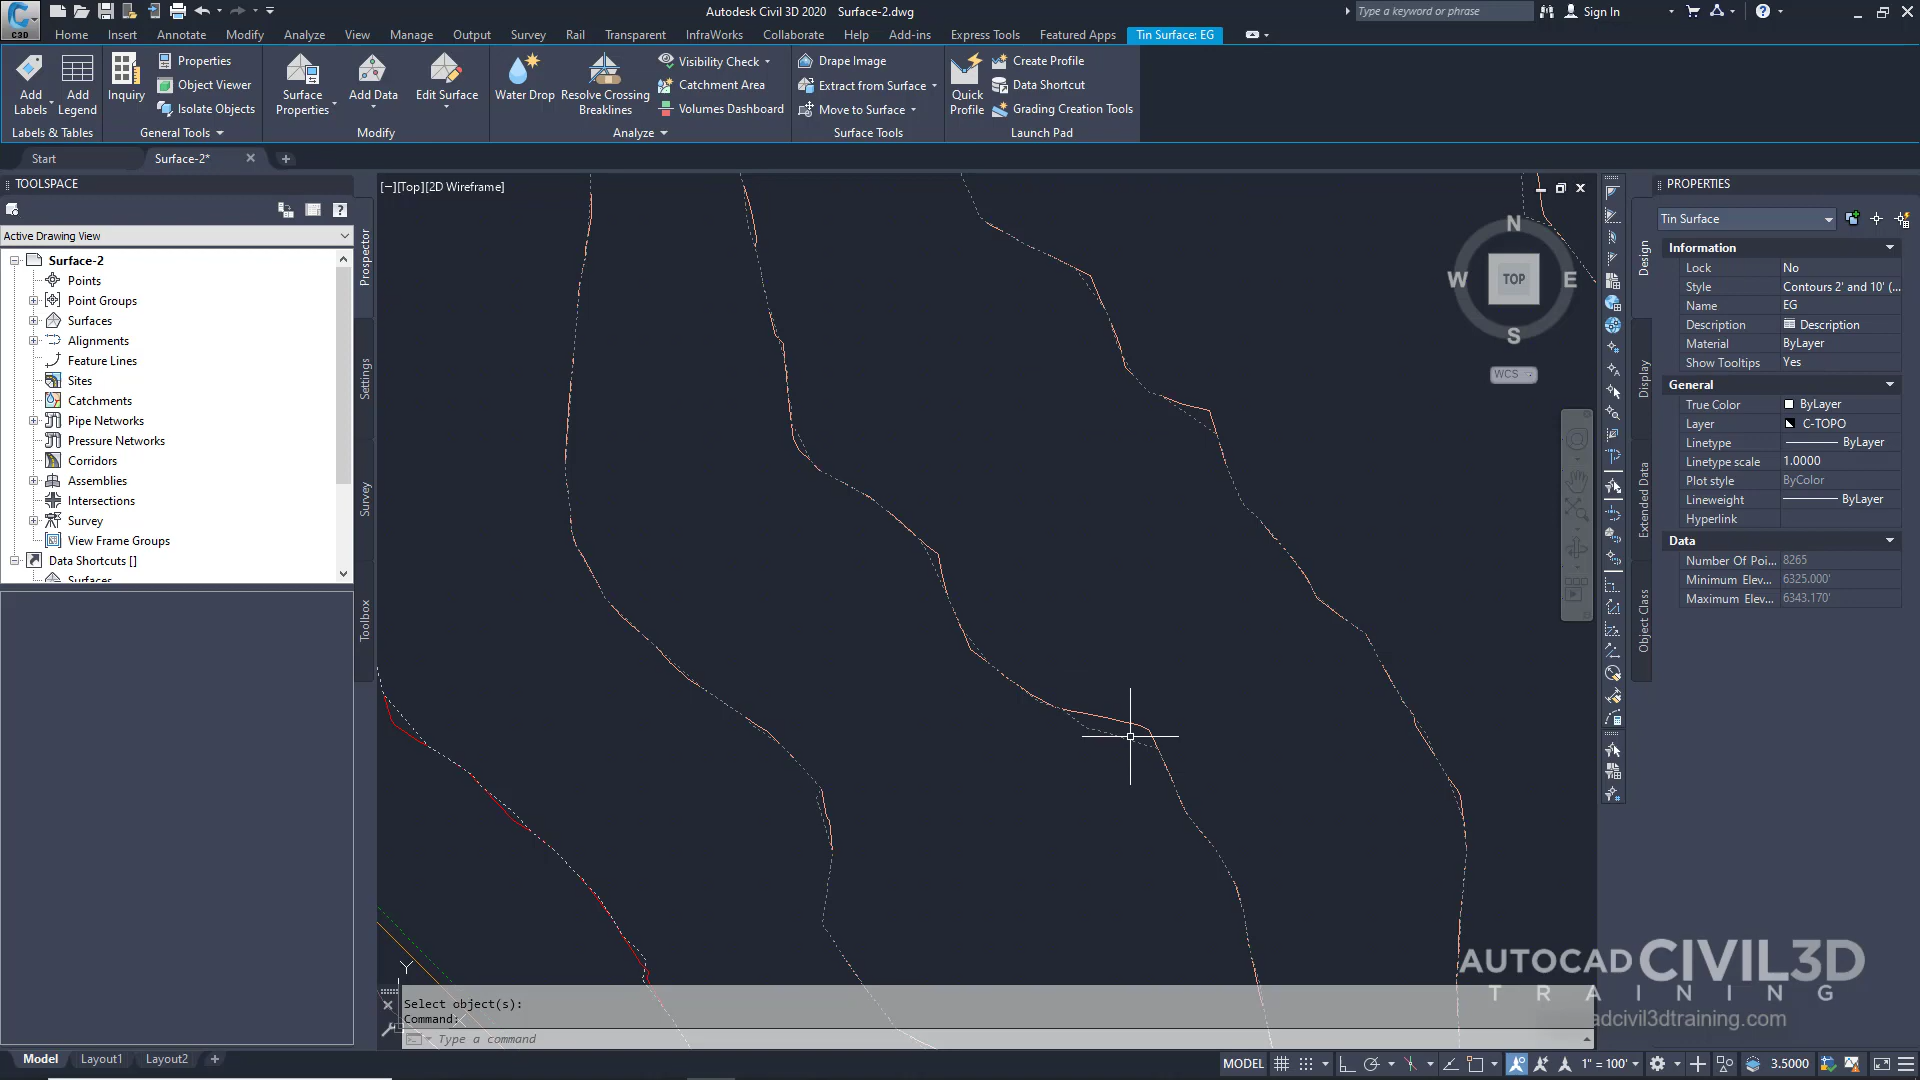 Autodesk Civil 3D 2020 Surface-2.dwg
Type a keyword or phrase
Sign In
C3D
Home Insert Annotate Modify Analyze View Manage Output Survey Rail Transparent InfraWorks Collaborate Help Add-ins Express Tools Featured Apps Tin Surface: EG
Add Labels
Add Legend
Inquiry
Properties
Object Viewer
Isolate Objects
Surface Properties
Add Data
Edit Surface
Water Drop
Resolve Crossing Breaklines
Visibility Check
Catchment Area
Volumes Dashboard
Drape Image
Extract from Surface
Move to Surface
Quick Profile
Create Profile
Data Shortcut
Grading Creation Tools
Labels & Tables
General Tools
Modify
Analyze
Surface Tools
Launch Pad
Start
Surface-2*
TOOLSPACE
Active Drawing View
Surface-2
Points
Point Groups
Surfaces
Alignments
Feature Lines
Sites
Catchments
Pipe Networks
Pressure Networks
Corridors
Assemblies
Intersections
Survey
View Frame Groups
Data Shortcuts []
Surfaces
Prospector
Settings
Survey
Toolbox
[−][Top][2D Wireframe]
N
W
TOP
E
S
WCS
Y
X
Select object(s):
Command:
Type a command
PROPERTIES
Tin Surface
Design
Display
Extended Data
Object Class
Information
Lock No
Style Contours 2' and 10' (...
Name EG
Description Description
Material ByLayer
Show Tooltips Yes
General
True Color ByLayer
Layer C-TOPO
Linetype ByLayer
Linetype scale 1.0000
Plot style ByColor
Lineweight ByLayer
Hyperlink
Data
Number Of Poi... 8265
Minimum Elev... 6325.000'
Maximum Elev... 6343.170'
AUTOCAD CIVIL3D
TRAINING
adcivil3dtraining.com
Model Layout1 Layout2
MODEL
1" = 100'
3.5000